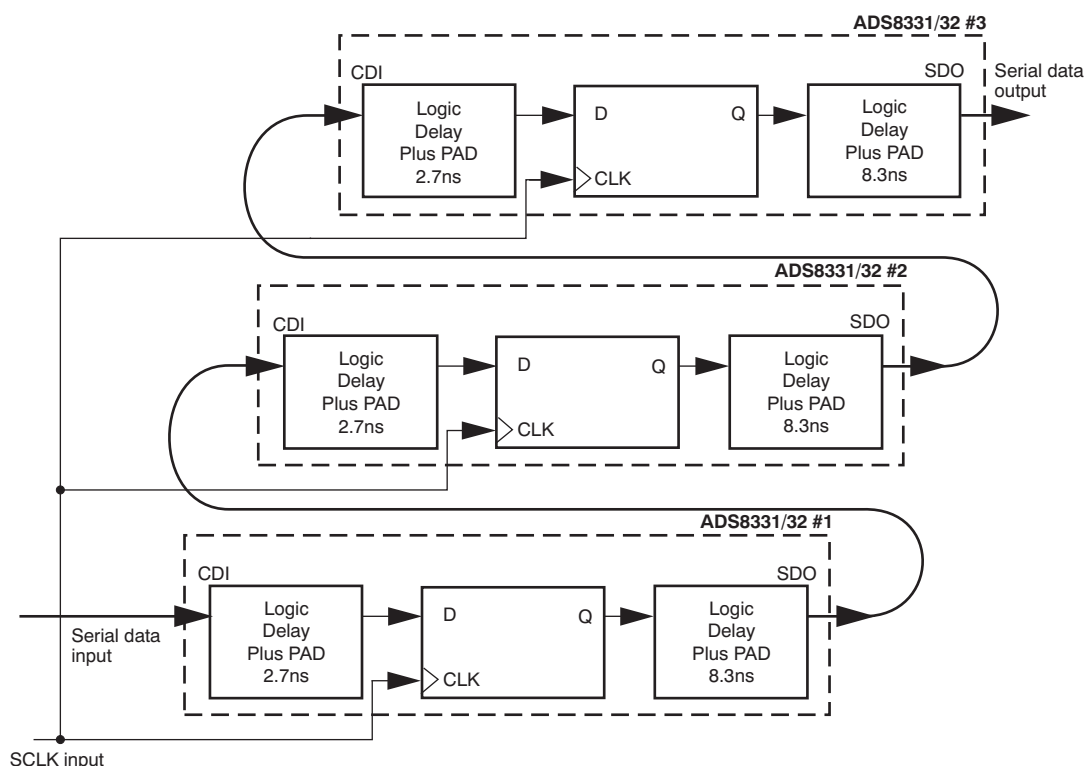 ADS8331/32 #3
CDI
SDO
Serial data
output
Logic
Delay
Plus PAD
2.7ns
D
Q
CLK
Logic
Delay
Plus PAD
8.3ns
ADS8331/32 #2
CDI
SDO
Logic
Delay
Plus PAD
2.7ns
D
Q
CLK
Logic
Delay
Plus PAD
8.3ns
ADS8331/32 #1
CDI
SDO
Serial data
input
Logic
Delay
Plus PAD
2.7ns
D
Q
CLK
Logic
Delay
Plus PAD
8.3ns
SCLK input